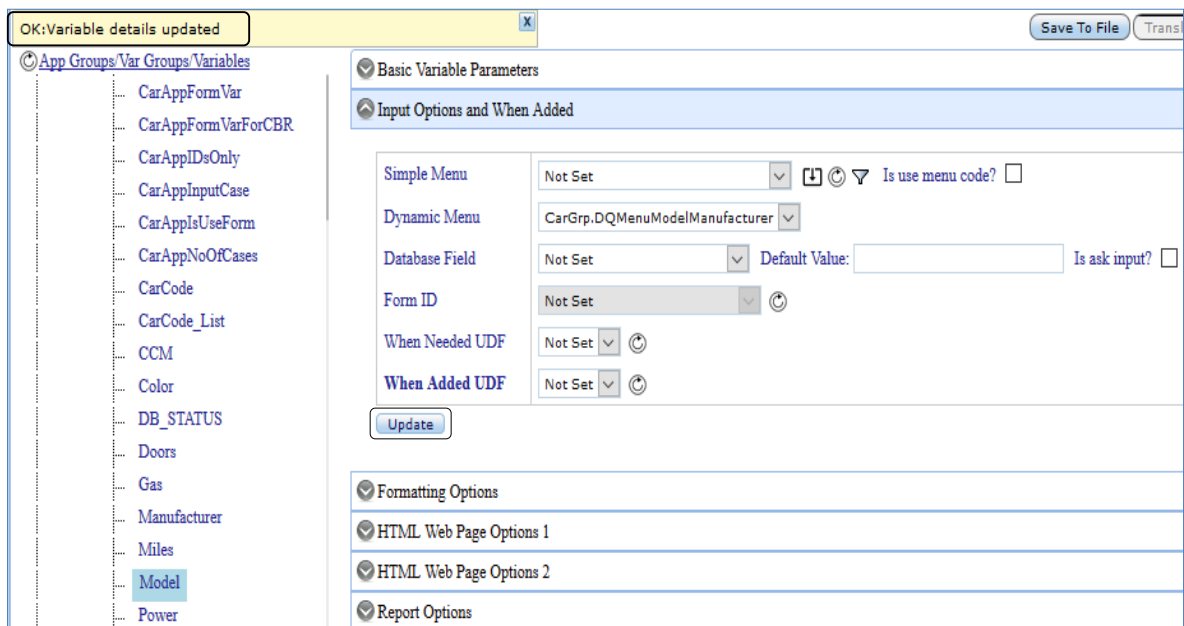 OK:Variable details updated
X
Save To File
Transl
App Groups/Var Groups/Variables
CarAppFormVar
CarAppFormVarForCBR
CarAppIDsOnly
CarAppInputCase
CarAppIsUseForm
CarAppNoOfCases
CarCode
CarCode_List
CCM
Color
DB_STATUS
Doors
Gas
Manufacturer
Miles
Model
Power
Basic Variable Parameters
Input Options and When Added
Simple Menu Not Set Is use menu code?
Dynamic Menu CarGrp.DQMenuModelManufacturer
Database Field Not Set Default Value: Is ask input?
Form ID Not Set
When Needed UDF Not Set
When Added UDF Not Set
Update
Formatting Options
HTML Web Page Options 1
HTML Web Page Options 2
Report Options